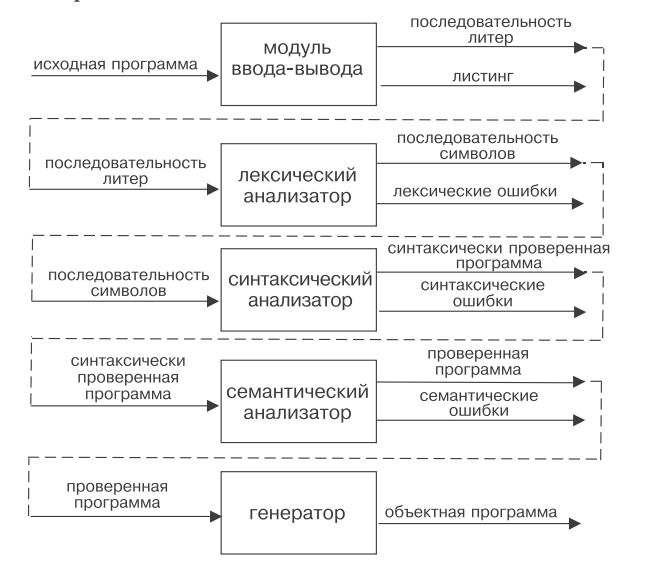 последовательность
литер
модуль
ввода-вывода
исходная программа
листинг
последовательность
символов
последовательность
литер
лексический
анализатор
лексические ошибки
синтаксически проверенная
программа
последовательность
символов
синтаксический
анализатор
синтаксические
ошибки
проверенная
программа
синтаксически
проверенная
программа
семантический
анализатор
семантические
ошибки
проверенная
программа
генератор
объектная программа